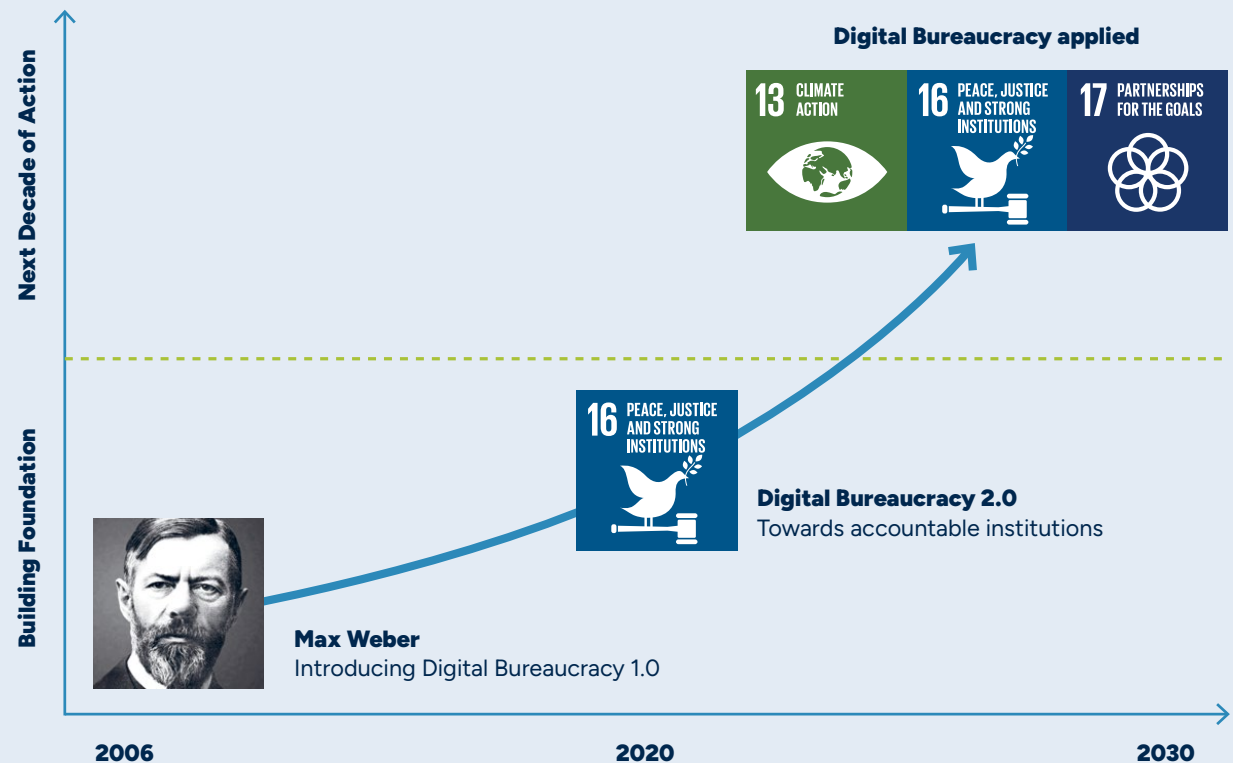 Digital Bureaucracy applied
13 CLIMATE
ACTION
16 PEACE, JUSTICE
AND STRONG
INSTITUTIONS
17 PARTNERSHIPS
FOR THE GOALS
Next Decade of Action
16 PEACE, JUSTICE
AND STRONG
INSTITUTIONS
Digital Bureaucracy 2.0
Towards accountable institutions
Building Foundation
Max Weber
Introducing Digital Bureaucracy 1.0
2006
2020
2030